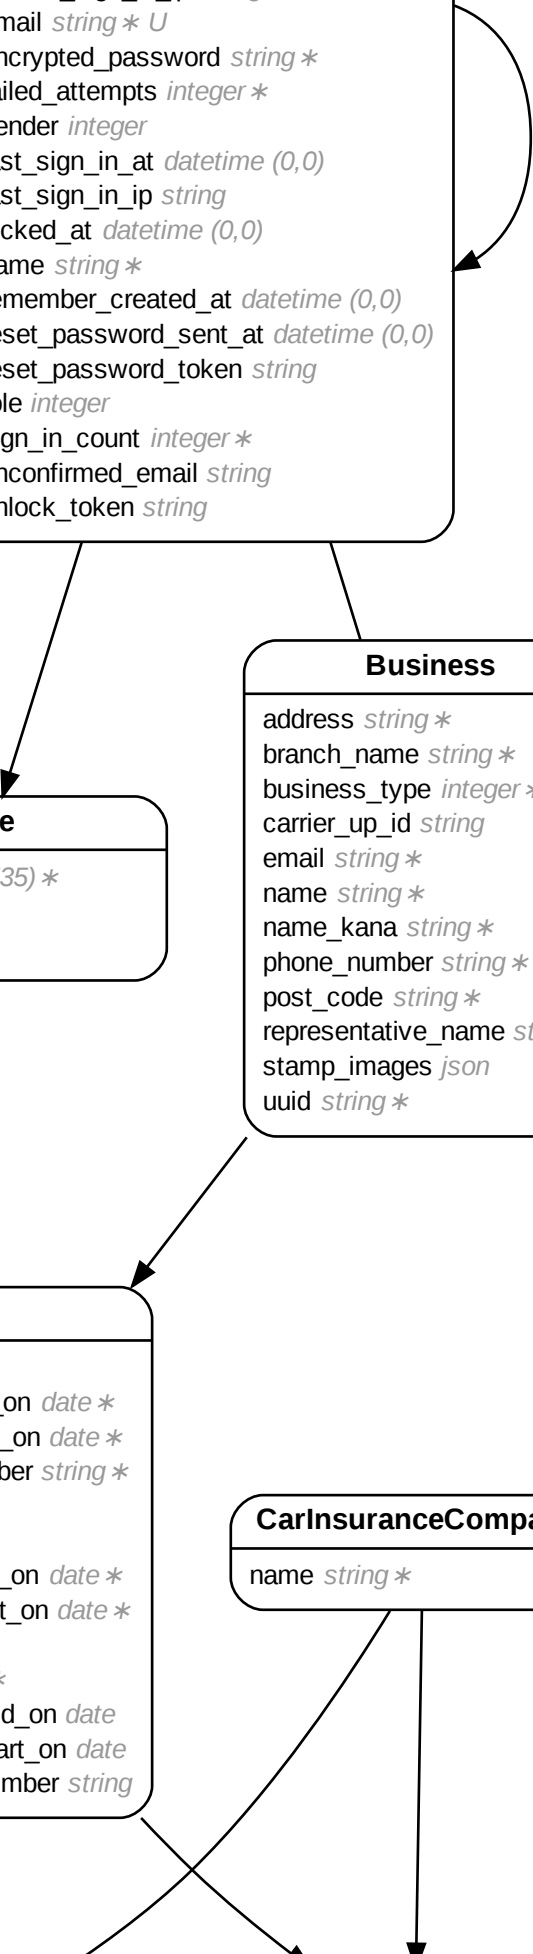 mail string∗ U
ncrypted_password string∗
ailed_attempts integer∗
ender integer
st_sign_in_at datetime (0,0)
st_sign_in_ip string
cked_at datetime (0,0)
ame string∗
emember_created_at datetime (0,0)
eset_password_sent_at datetime (0,0)
eset_password_token string
ole integer
gn_in_count integer∗
nconfirmed_email string
nlock_token string
Business
address string∗
branch_name string∗
business_type integer∗
carrier_up_id string
email string∗
name string∗
name_kana string∗
phone_number string∗
post_code string∗
representative_name st
stamp_images json
uuid string∗
e
35)∗
_on date∗
_on date∗
ber string∗
_on date∗
t_on date∗
∗
d_on date
art_on date
mber string
CarInsuranceCompa
name string∗